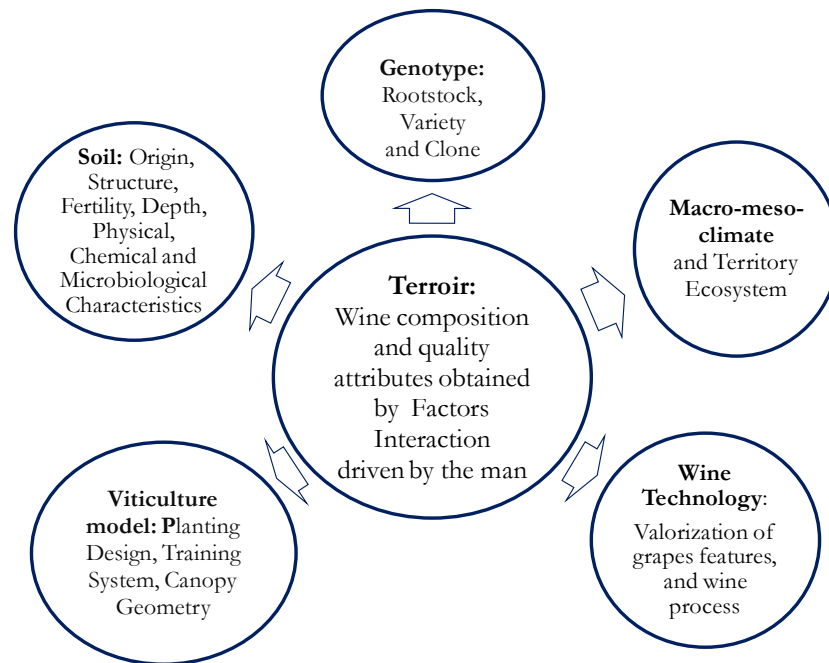 Genotype:
Rootstock,
Variety
and Clone
Soil: Origin,
Structure,
Fertility, Depth,
Physical,
Chemical and
Microbiological
Characteristics
Macro-meso-
climate
and Territory
Ecosystem
Terroir:
Wine composition
and quality
attributes obtained
by Factors
Interaction
driven by the man
Viticulture
model: Planting
Design, Training
System, Canopy
Geometry
Wine
Technology:
Valorization of
grapes features,
and wine
process